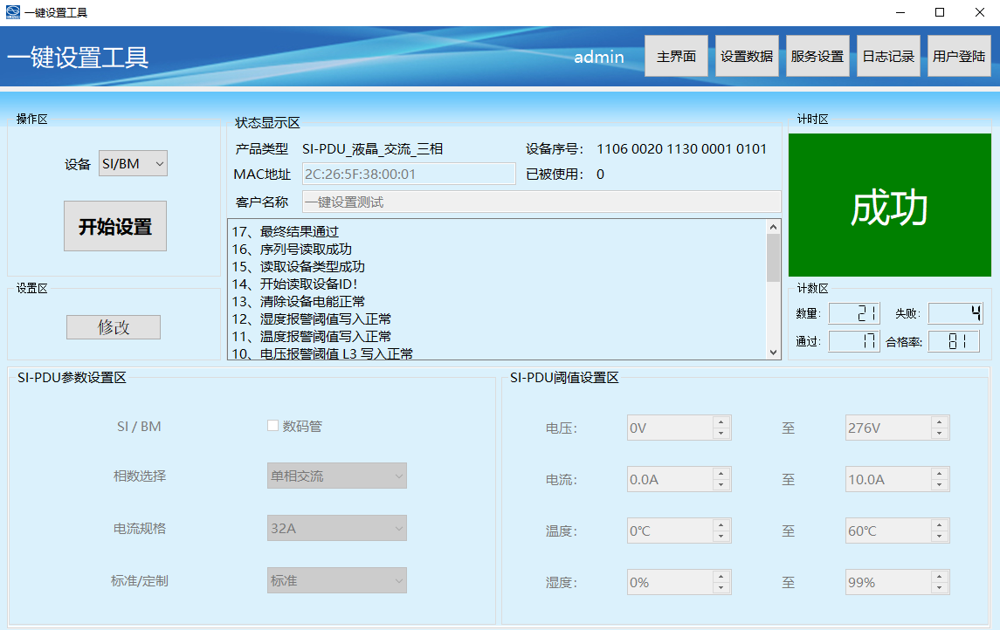 一键设置工具
一键设置工具
admin
主界面
设置数据
服务设置
日志记录
用户登陆
操作区
设备 SI/BM
开始设置
设置区
修改
状态显示区
产品类型 SI-PDU_液晶_交流_三相 设备序号： 1106 0020 1130 0001 0101
MAC地址 2C:26:5F:38:00:01 已被使用： 0
客户名称 一键设置测试
17、最终结果通过
16、序列号读取成功
15、读取设备类型成功
14、开始读取设备ID！
13、清除设备电能正常
12、湿度报警阈值写入正常
11、温度报警阈值写入正常
10、电压报警阈值 L3 写入正常
计时区
成功
计数区
数量: 21 失败: 4
通过: 17 合格率: 81
SI-PDU参数设置区
SI / BM 数码管
相数选择 单相交流
电流规格 32A
标准/定制 标准
SI-PDU阈值设置区
电压： 0V 至 276V
电流： 0.0A 至 10.0A
温度： 0℃ 至 60℃
湿度： 0% 至 99%